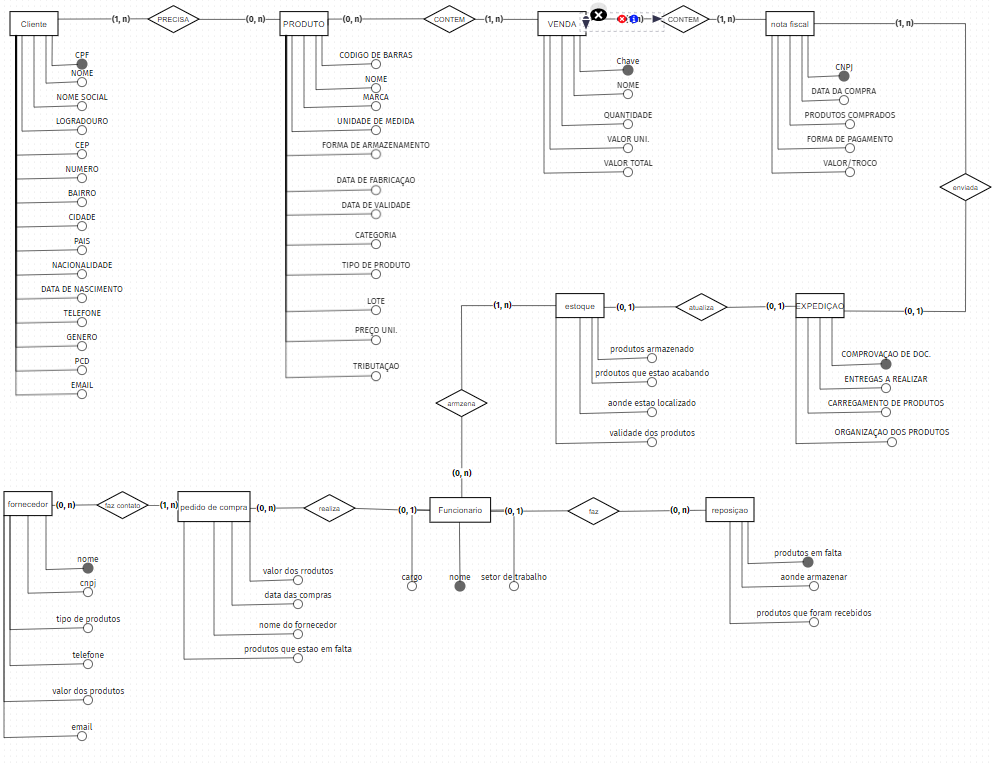 Cliente
(1, n)
PRECISA
(0, n)
PRODUTO
(0, n)
CONTEM
(1, n)
VENDA
CONTEM
(1, n)
nota fiscal
(1, n)
CPF
NOME
NOME SOCIAL
LOGRADOURO
CEP
NUMERO
BAIRRO
CIDADE
PAIS
NACIONALIDADE
DATA DE NASCIMENTO
TELEFONE
GENERO
PCD
EMAIL
CODIGO DE BARRAS
NOME
MARCA
UNIDADE DE MEDIDA
FORMA DE ARMAZENAMENTO
DATA DE FABRICAÇAO
DATA DE VALIDADE
CATEGORIA
TIPO DE PRODUTO
LOTE
PREÇO UNI.
TRIBUTAÇAO
Chave
NOME
QUANTIDADE
VALOR UNI.
VALOR TOTAL
CNPJ
DATA DA COMPRA
PRODUTOS COMPRADOS
FORMA DE PAGAMENTO
VALOR/TROCO
enviada
(1, n)
estoque
(0, 1)
atualiza
(0, 1)
EXPEDIÇAO
(0, 1)
produtos armazenado
prdoutos que estao acabando
aonde estao localizado
validade dos produtos
COMPROVAÇAO DE DOC.
ENTREGAS A REALIZAR
CARREGAMENTO DE PRODUTOS
ORGANIZAÇAO DOS PRODUTOS
armzena
(0, n)
fornecedor
(0, n)
faz contato
(1, n)
pedido de compra
(0, n)
realiza
(0, 1)
Funcionario
(0, 1)
faz
(0, n)
reposiçao
nome
cnpj
tipo de produtos
telefone
valor dos produtos
email
valor dos rrodutos
data das compras
nome do fornecedor
produtos que estao em falta
cargo
nome
setor de trabalho
produtos em falta
aonde armazenar
produtos que foram recebidos